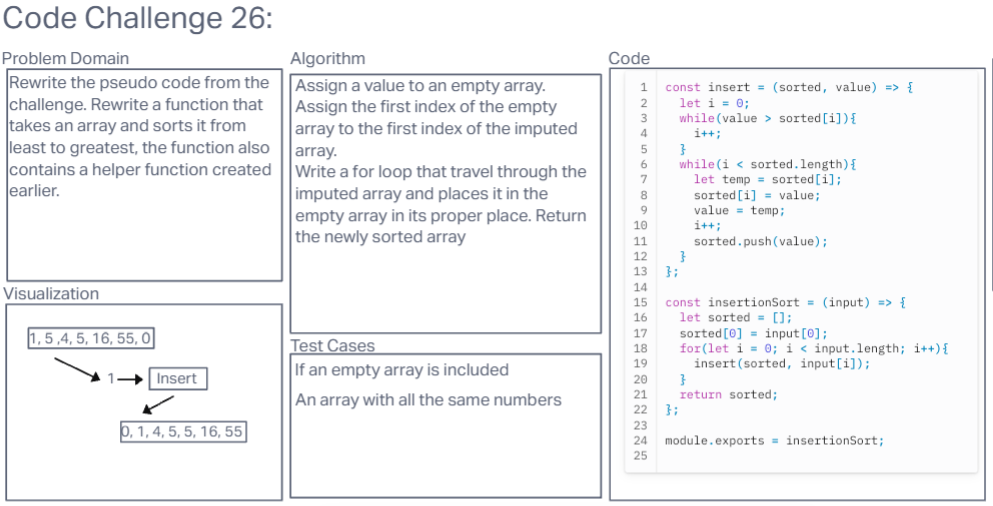 Code Challenge 26:
Problem Domain
Rewrite the pseudo code from the
challenge. Rewrite a function that
takes an array and sorts it from
least to greatest, the function also
contains a helper function created
earlier.
Visualization
1, 5 ,4, 5, 16, 55, 0
1
Insert
0, 1, 4, 5, 5, 16, 55
Algorithm
Assign a value to an empty array.
Assign the first index of the empty
array to the first index of the imputed
array.
Write a for loop that travel through the
imputed array and places it in the
empty array in its proper place. Return
the newly sorted array
Test Cases
If an empty array is included
An array with all the same numbers
Code
1 const insert = (sorted, value) => {
2 let i = 0;
3 while(value > sorted[i]){
4 i++;
5 }
6 while(i < sorted.length){
7 let temp = sorted[i];
8 sorted[i] = value;
9 value = temp;
10 i++;
11 sorted.push(value);
12 }
13 };
14
15 const insertionSort = (input) => {
16 let sorted = [];
17 sorted[0] = input[0];
18 for(let i = 0; i < input.length; i++){
19 insert(sorted, input[i]);
20 }
21 return sorted;
22 };
23
24 module.exports = insertionSort;
25